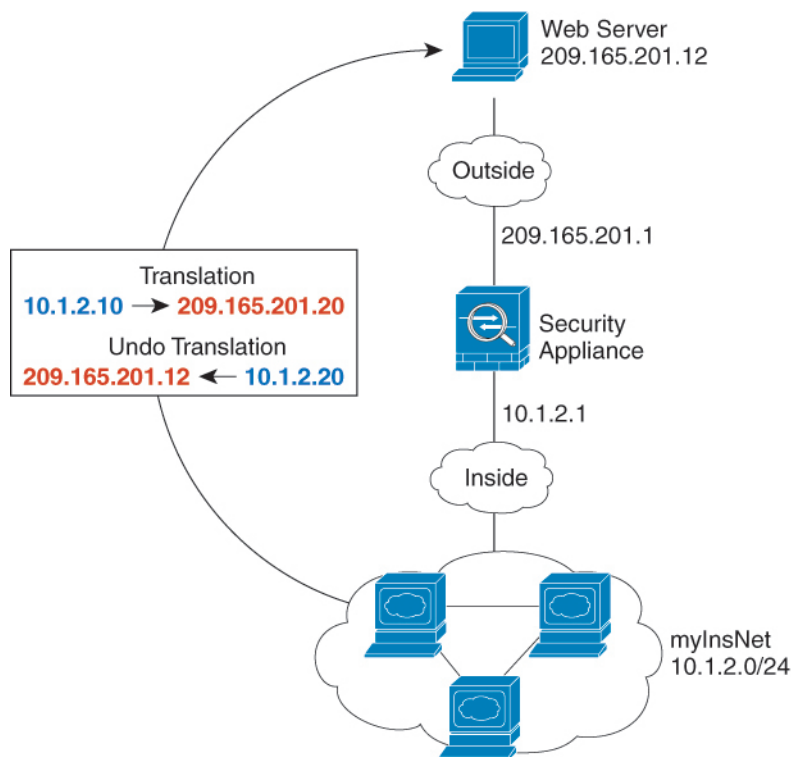 Web Server
209.165.201.12
Outside
209.165.201.1
Translation
10.1.2.10 → 209.165.201.20
Undo Translation
209.165.201.12 ← 10.1.2.20
Security
Appliance
10.1.2.1
Inside
myInsNet
10.1.2.0/24